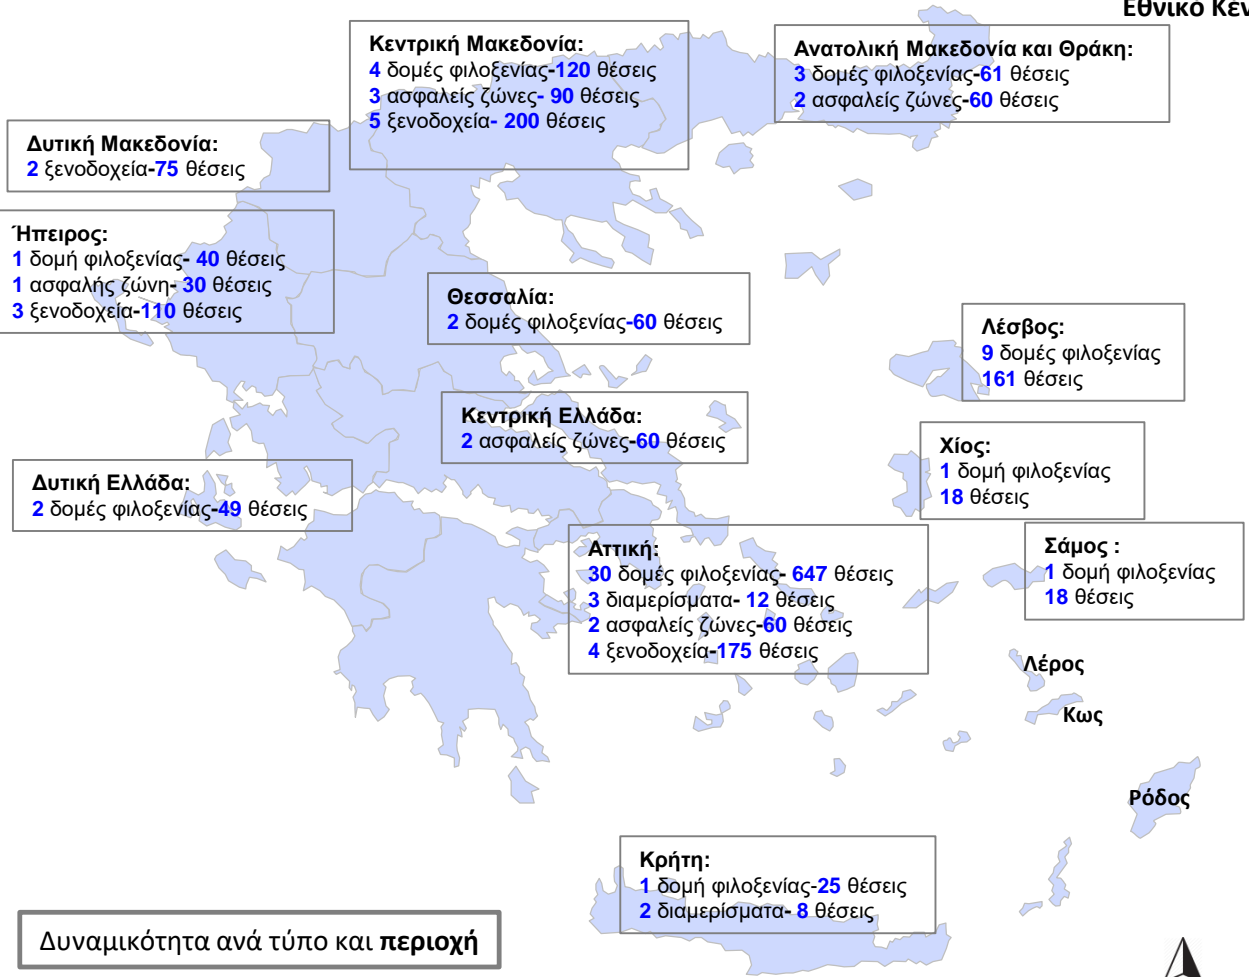 Εθνικό Κέν
Κεντρική Μακεδονία:
4 δομές φιλοξενίας-120 θέσεις
3 ασφαλείς ζώνες- 90 θέσεις
5 ξενοδοχεία- 200 θέσεις
Ανατολική Μακεδονία και Θράκη:
3 δομές φιλοξενίας-61 θέσεις
2 ασφαλείς ζώνες-60 θέσεις
Δυτική Μακεδονία:
2 ξενοδοχεία-75 θέσεις
Ήπειρος:
1 δομή φιλοξενίας- 40 θέσεις
1 ασφαλής ζώνη- 30 θέσεις
3 ξενοδοχεία-110 θέσεις
Θεσσαλία:
2 δομές φιλοξενίας-60 θέσεις
Λέσβος:
9 δομές φιλοξενίας
161 θέσεις
Κεντρική Ελλάδα:
2 ασφαλείς ζώνες-60 θέσεις
Χίος:
1 δομή φιλοξενίας
18 θέσεις
Δυτική Ελλάδα:
2 δομές φιλοξενίας-49 θέσεις
Αττική:
30 δομές φιλοξενίας- 647 θέσεις
3 διαμερίσματα- 12 θέσεις
2 ασφαλείς ζώνες-60 θέσεις
4 ξενοδοχεία-175 θέσεις
Σάμος :
1 δομή φιλοξενίας
18 θέσεις
Λέρος
Κως
Ρόδος
Κρήτη:
1 δομή φιλοξενίας-25 θέσεις
2 διαμερίσματα- 8 θέσεις
Δυναμικότητα ανά τύπο και περιοχή